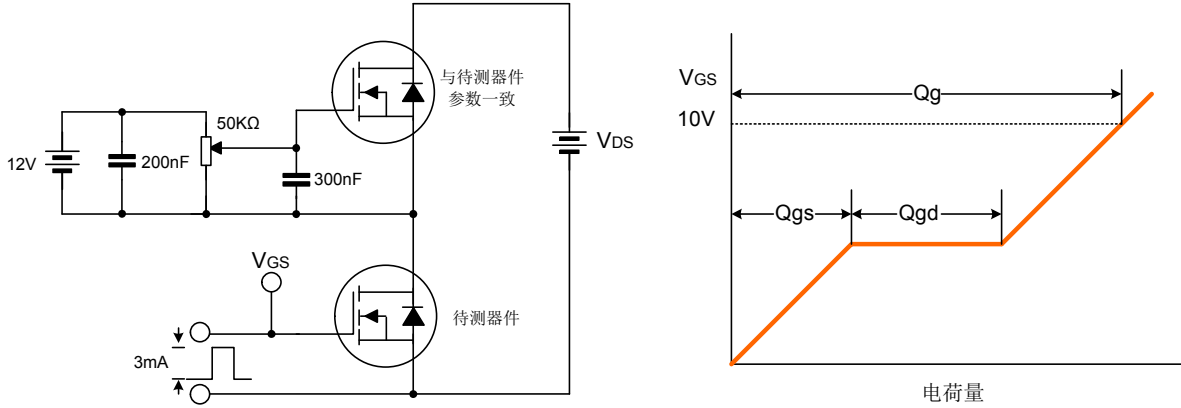 与待测器件
参数一致
50KΩ
12V
200nF
300nF
VDS
VGS
待测器件
3mA
VGS
Qg
10V
Qgs
Qgd
电荷量